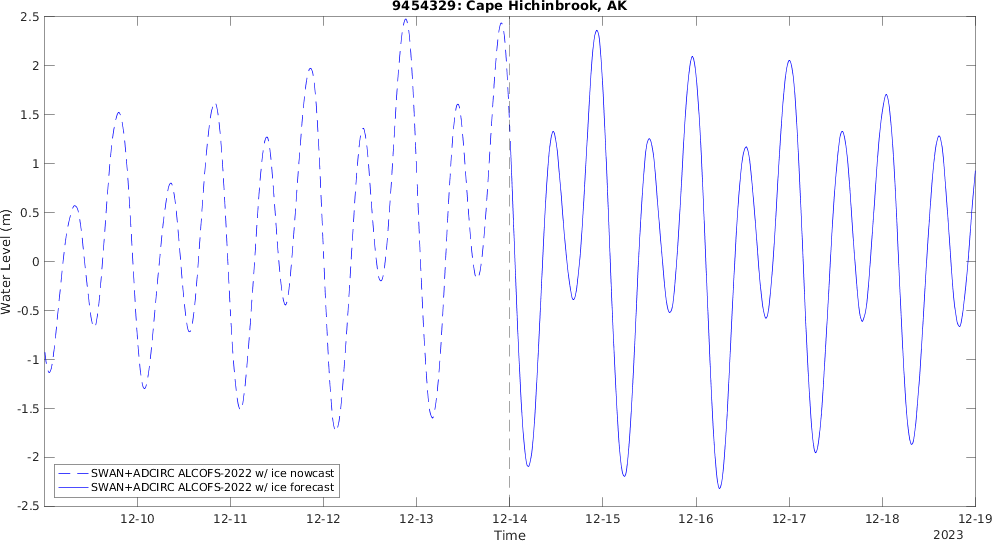 9454329: Cape Hichinbrook, AK
2.5
2
1.5
1
0.5
0
-0.5
-1
-1.5
-2
-2.5
Water Level (m)
SWAN+ADCIRC ALCOFS-2022 w/ ice nowcast
SWAN+ADCIRC ALCOFS-2022 w/ ice forecast
12-10 12-11 12-12 12-13 12-14 12-15 12-16 12-17 12-18 12-19
Time
2023